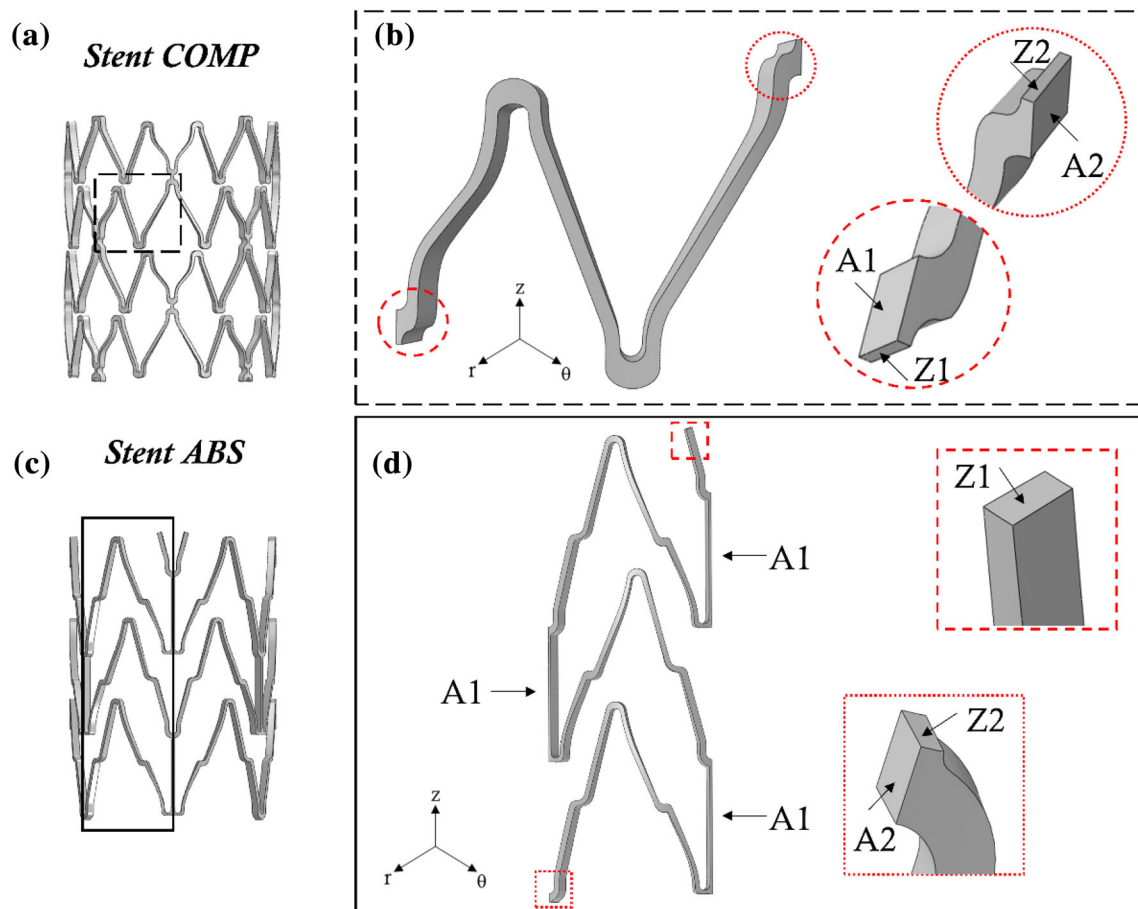 (a)
Stent COMP
(b)
Z2
A2
A1
Z1
z
r
θ
(c)
Stent ABS
(d)
Z1
A1
A1
Z2
A2
A1
z
r
θ